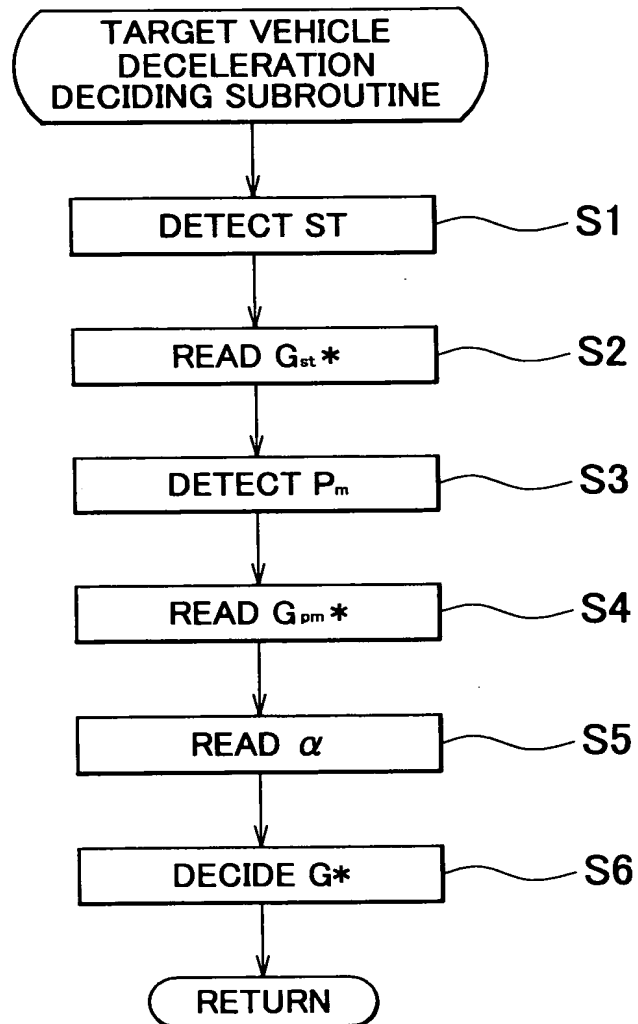 TARGET VEHICLE
DECELERATION
DECIDING SUBROUTINE
DETECT ST S1
READ Gst* S2
DETECT Pm S3
READ Gpm* S4
READ α S5
DECIDE G* S6
RETURN